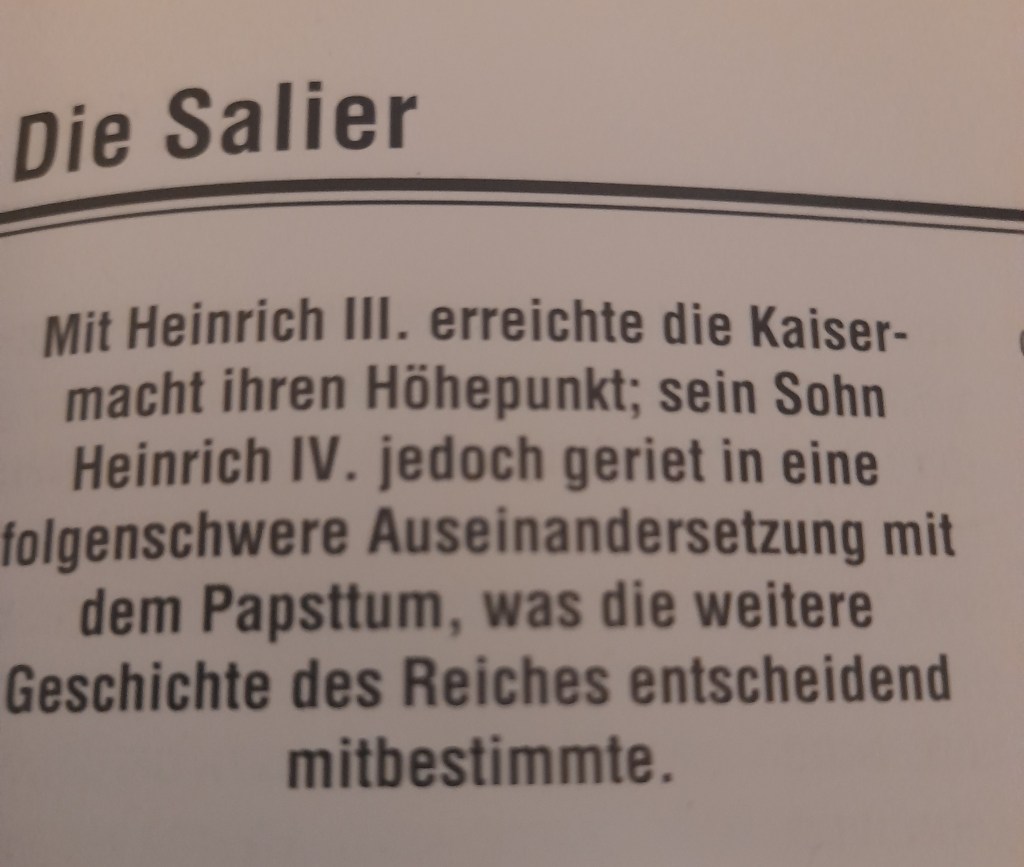 Die Salier
Mit Heinrich III. erreichte die Kaiser-
macht ihren Höhepunkt; sein Sohn
Heinrich IV. jedoch geriet in eine
folgenschwere Auseinandersetzung mit
dem Papsttum, was die weitere
Geschichte des Reiches entscheidend
mitbestimmte.